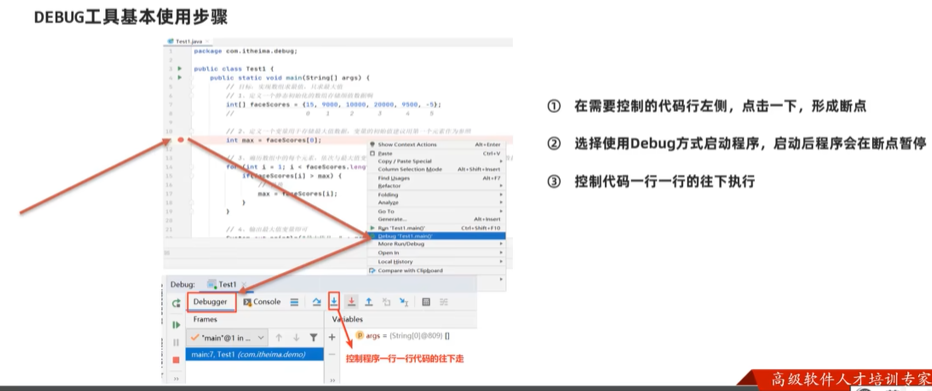 DEBUG工具基本使用步骤
Test1.java
package com.itheima.debug;
public class Test1 {
public static void main(String[] args) {
int[] faceScores = {15, 9000, 10000, 20000, 9500, -5};
// 0 1 2 3 4 5
int max = faceScores[0];
for (int i = 1; i < faceScores.leng
if(faceScores[i] > max) {
max = faceScores[i];
}
}
Show Context Actions Alt+Enter
Paste Ctrl+V
Copy / Paste Special
Column Selection Mode Alt+Shift+Insert
Find Usages Alt+F7
Refactor
Folding
Analyze
Go To
Generate... Alt+Insert
Run 'Test1.main()' Ctrl+Shift+F10
Debug 'Test1.main()'
More Run/Debug
Open In
Local History
Compare with Clipboard
Debug: Test1
Debugger Console
Frames Variables
"main"@1 in ...
args = {String[0]@809} []
main:7, Test1 (com.itheima.demo)
控制程序一行一行代码的往下走
① 在需要控制的代码行左侧，点击一下，形成断点
② 选择使用Debug方式启动程序，启动后程序会在断点暂停
③ 控制代码一行一行的往下执行
高级软件人才培训专家